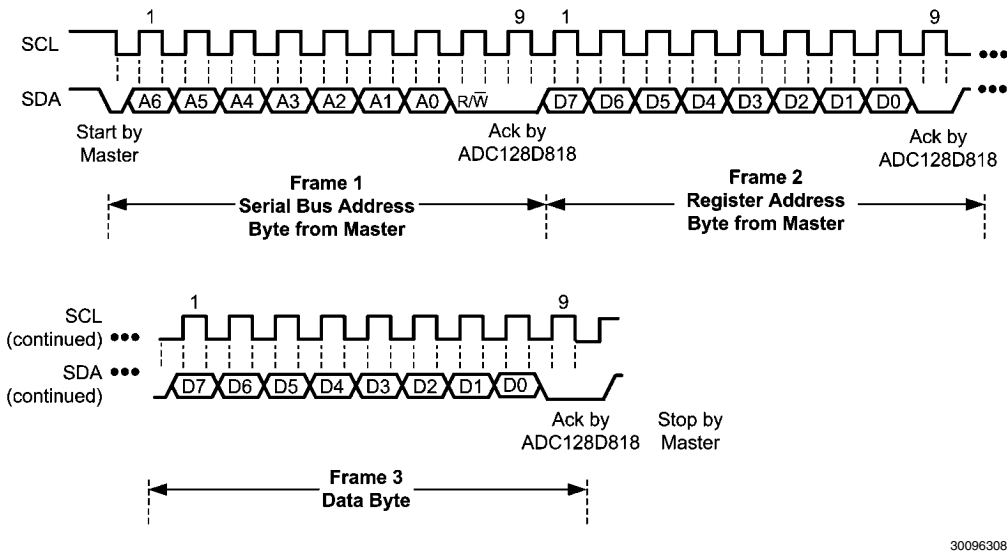 1 9 1 9
SCL
SDA A6 A5 A4 A3 A2 A1 A0 R/W̅ D7 D6 D5 D4 D3 D2 D1 D0
Start by
Master
Ack by
ADC128D818
Ack by
ADC128D818
Frame 1
Serial Bus Address
Byte from Master
Frame 2
Register Address
Byte from Master
1 9
SCL
(continued)
SDA
(continued)
D7 D6 D5 D4 D3 D2 D1 D0
Ack by
ADC128D818
Stop by
Master
Frame 3
Data Byte
30096308